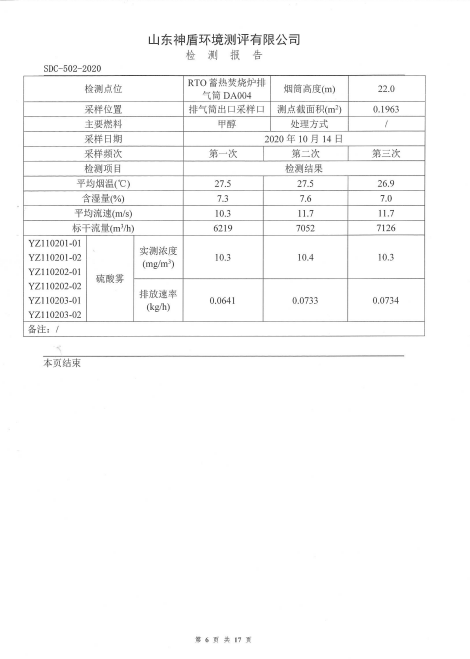 山东神盾环境测评有限公司
检 测 报 告
SDC-502-2020
检测点位 RTO蓄热焚烧炉排气筒DA004 烟筒高度(m) 22.0
采样位置 排气筒出口采样口 测点截面积(m²) 0.1963
主要燃料 甲醇 处理方式 /
采样日期 2020 年 10 月 14 日
采样频次 第一次 第二次 第三次
检测项目 检测结果
平均烟温(℃) 27.5 27.5 26.9
含湿量(%) 7.3 7.6 7.0
平均流速(m/s) 10.3 11.7 11.7
标干流量(m³/h) 6219 7052 7126
YZ110201-01
YZ110201-02
YZ110202-01
YZ110202-02
YZ110203-01
YZ110203-02
硫酸雾
实测浓度(mg/m³) 10.3 10.4 10.3
排放速率(kg/h) 0.0641 0.0733 0.0734
备注：/
本页结束
第 6 页 共 17 页